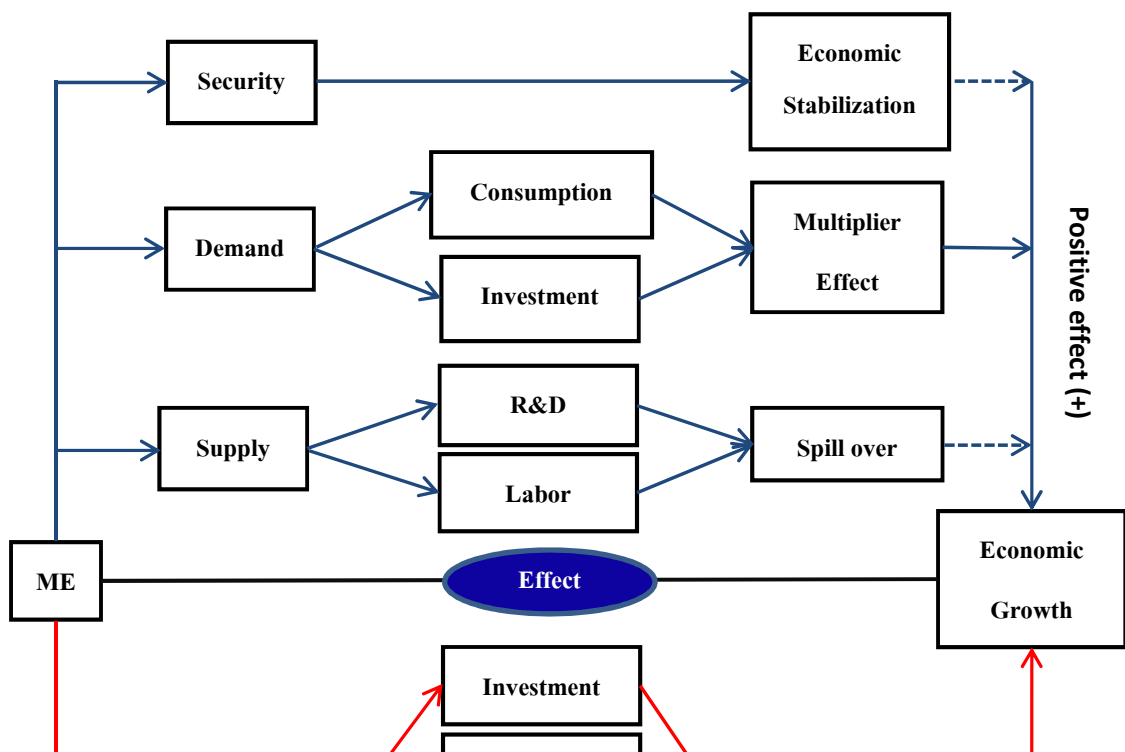 Security
Economic
Stabilization
Consumption
Demand
Multiplier
Effect
Investment
Positive effect (+)
R&D
Supply
Spill over
Labor
ME
Effect
Economic
Growth
Investment